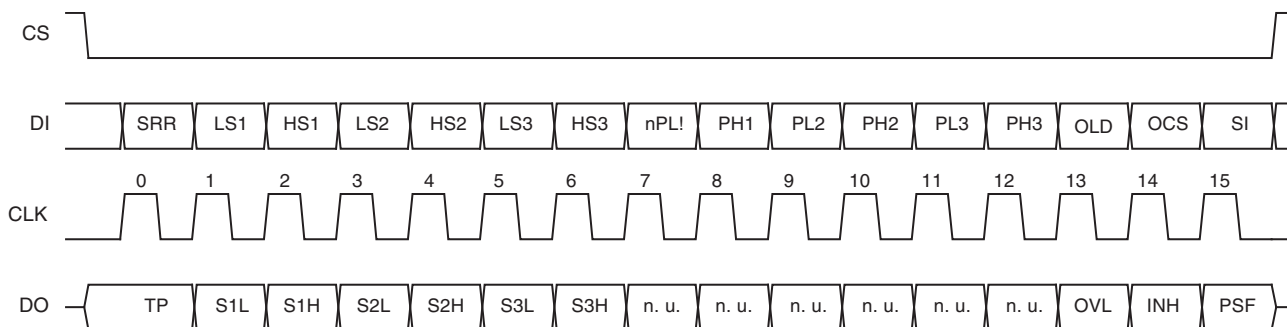 CS
DI SRR LS1 HS1 LS2 HS2 LS3 HS3 nPL! PH1 PL2 PH2 PL3 PH3 OLD OCS SI
0 1 2 3 4 5 6 7 8 9 10 11 12 13 14 15
CLK
DO TP S1L S1H S2L S2H S3L S3H n. u. n. u. n. u. n. u. n. u. n. u. OVL INH PSF